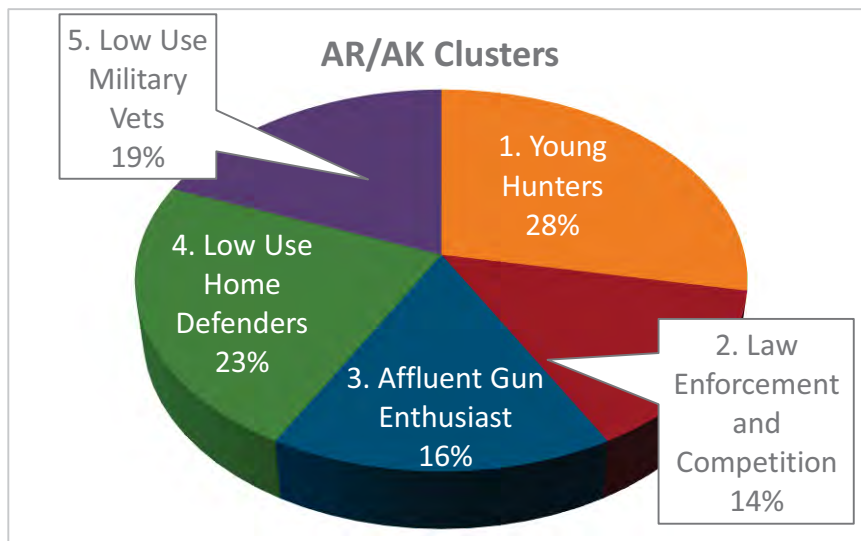 AR/AK Clusters
1. Young
Hunters
28%
2. Law
Enforcement
and
Competition
14%
3. Affluent Gun
Enthusiast
16%
4. Low Use
Home
Defenders
23%
5. Low Use
Military
Vets
19%